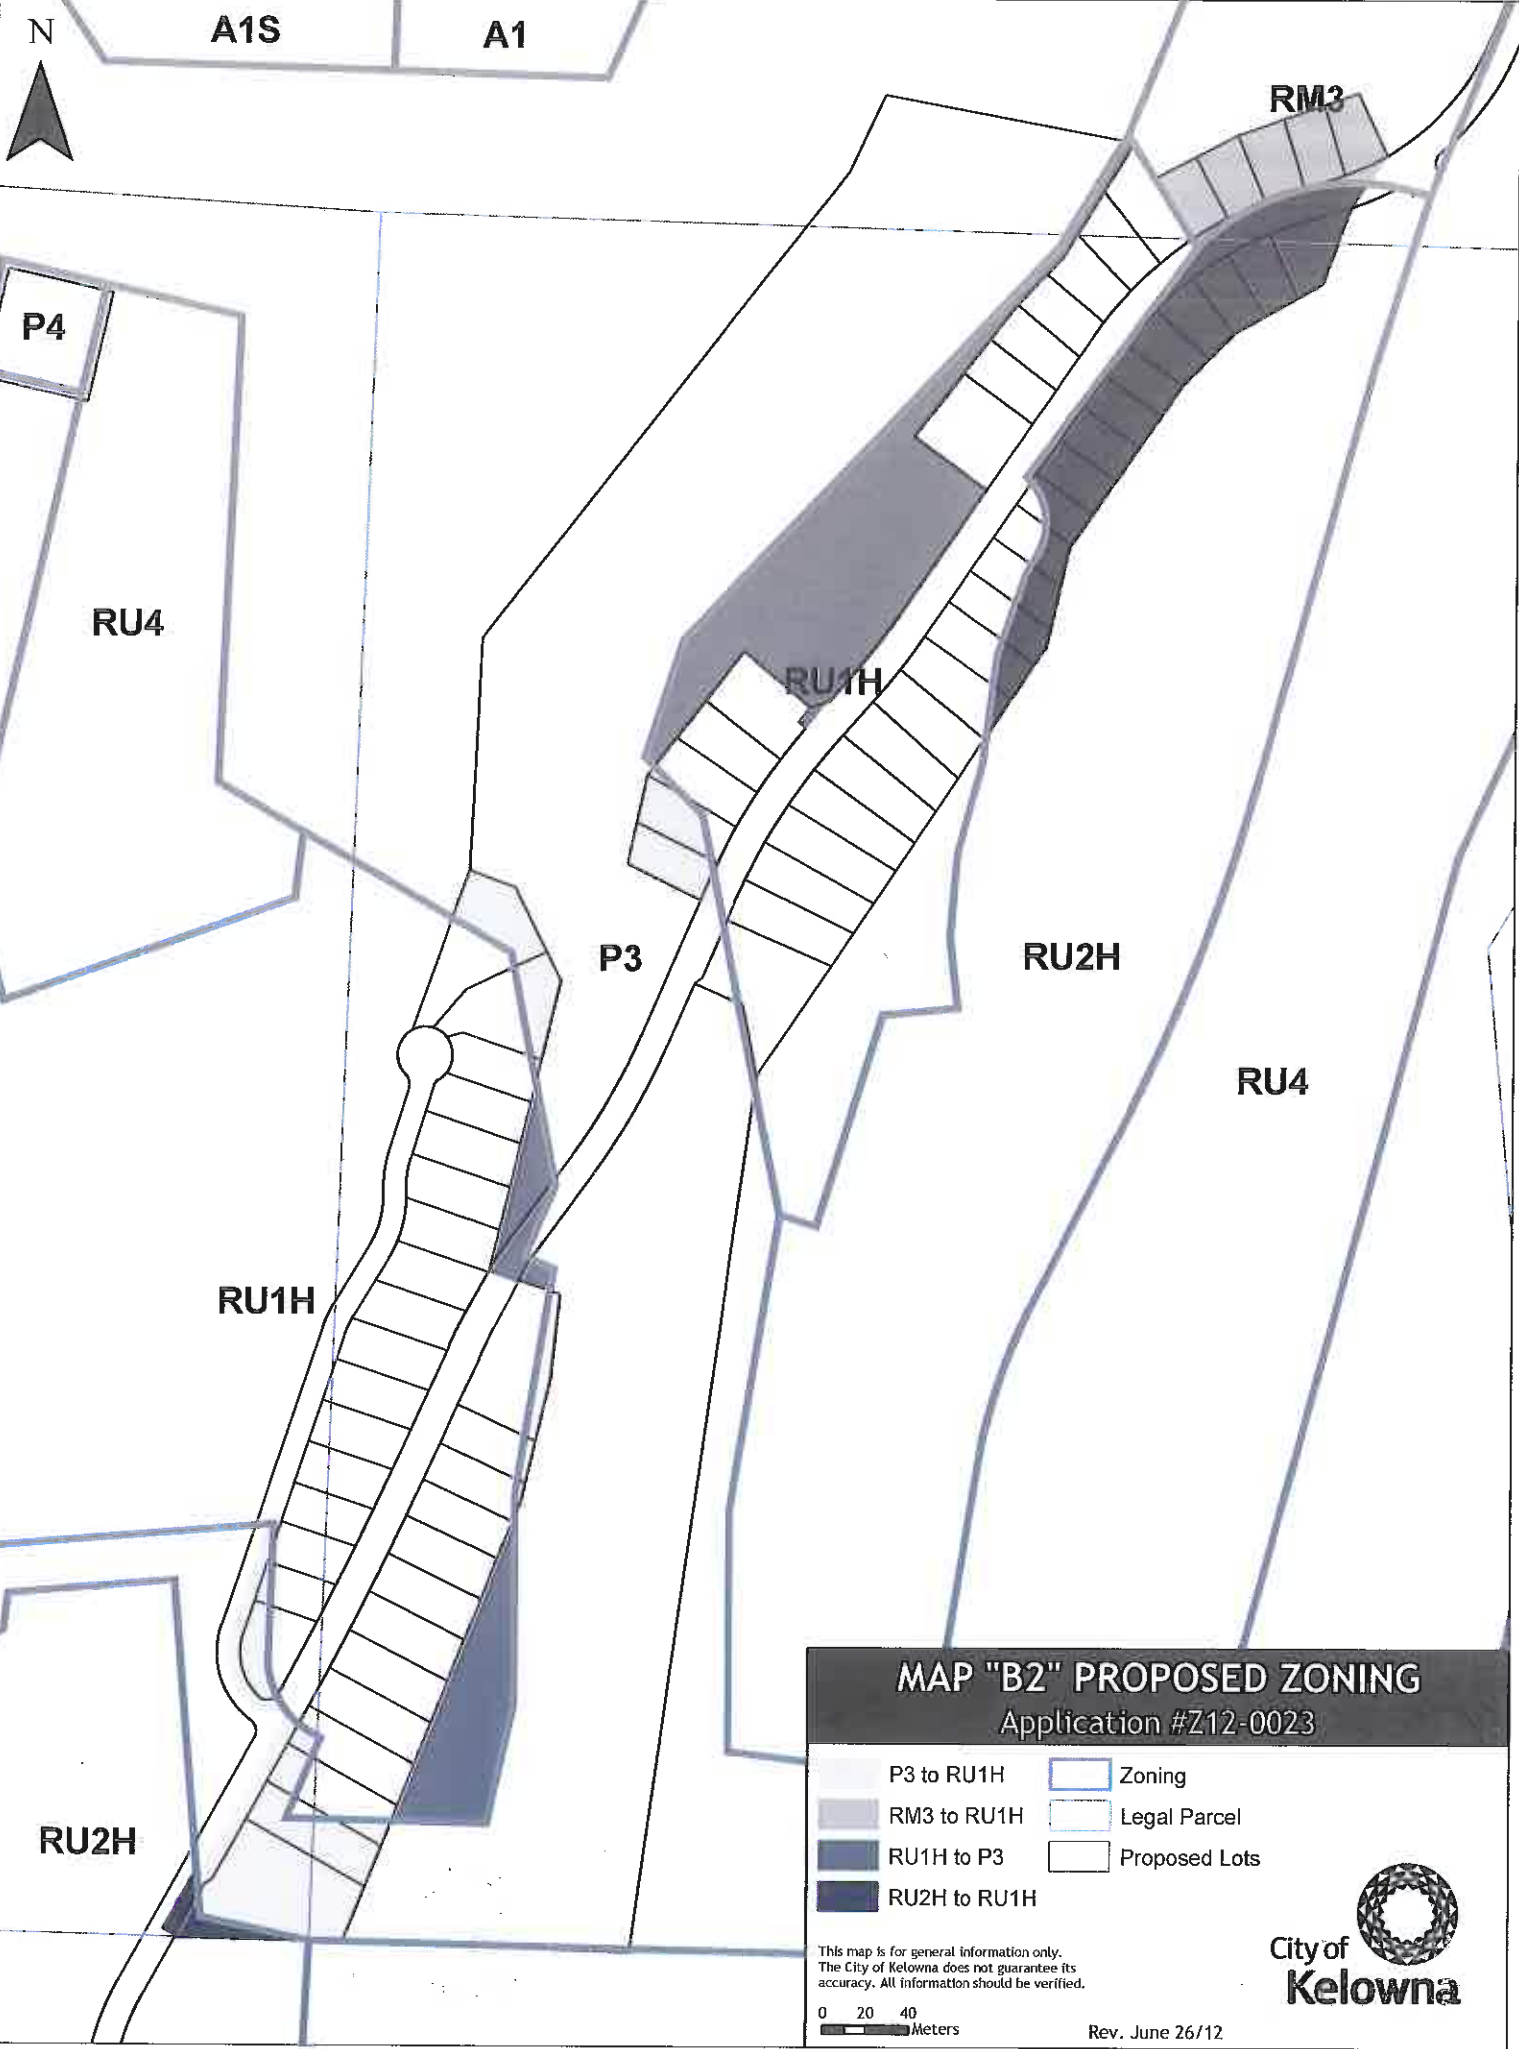 N
A1S
A1
RM3
P4
RU4
RU1H
P3
RU2H
RU4
RU1H
RU2H
MAP "B2" PROPOSED ZONING
Application #Z12-0023
P3 to RU1H
Zoning
RM3 to RU1H
Legal Parcel
RU1H to P3
Proposed Lots
RU2H to RU1H
This map is for general information only.
The City of Kelowna does not guarantee its
accuracy. All information should be verified.
0 20 40
Meters
Rev. June 26/12
City of
Kelowna